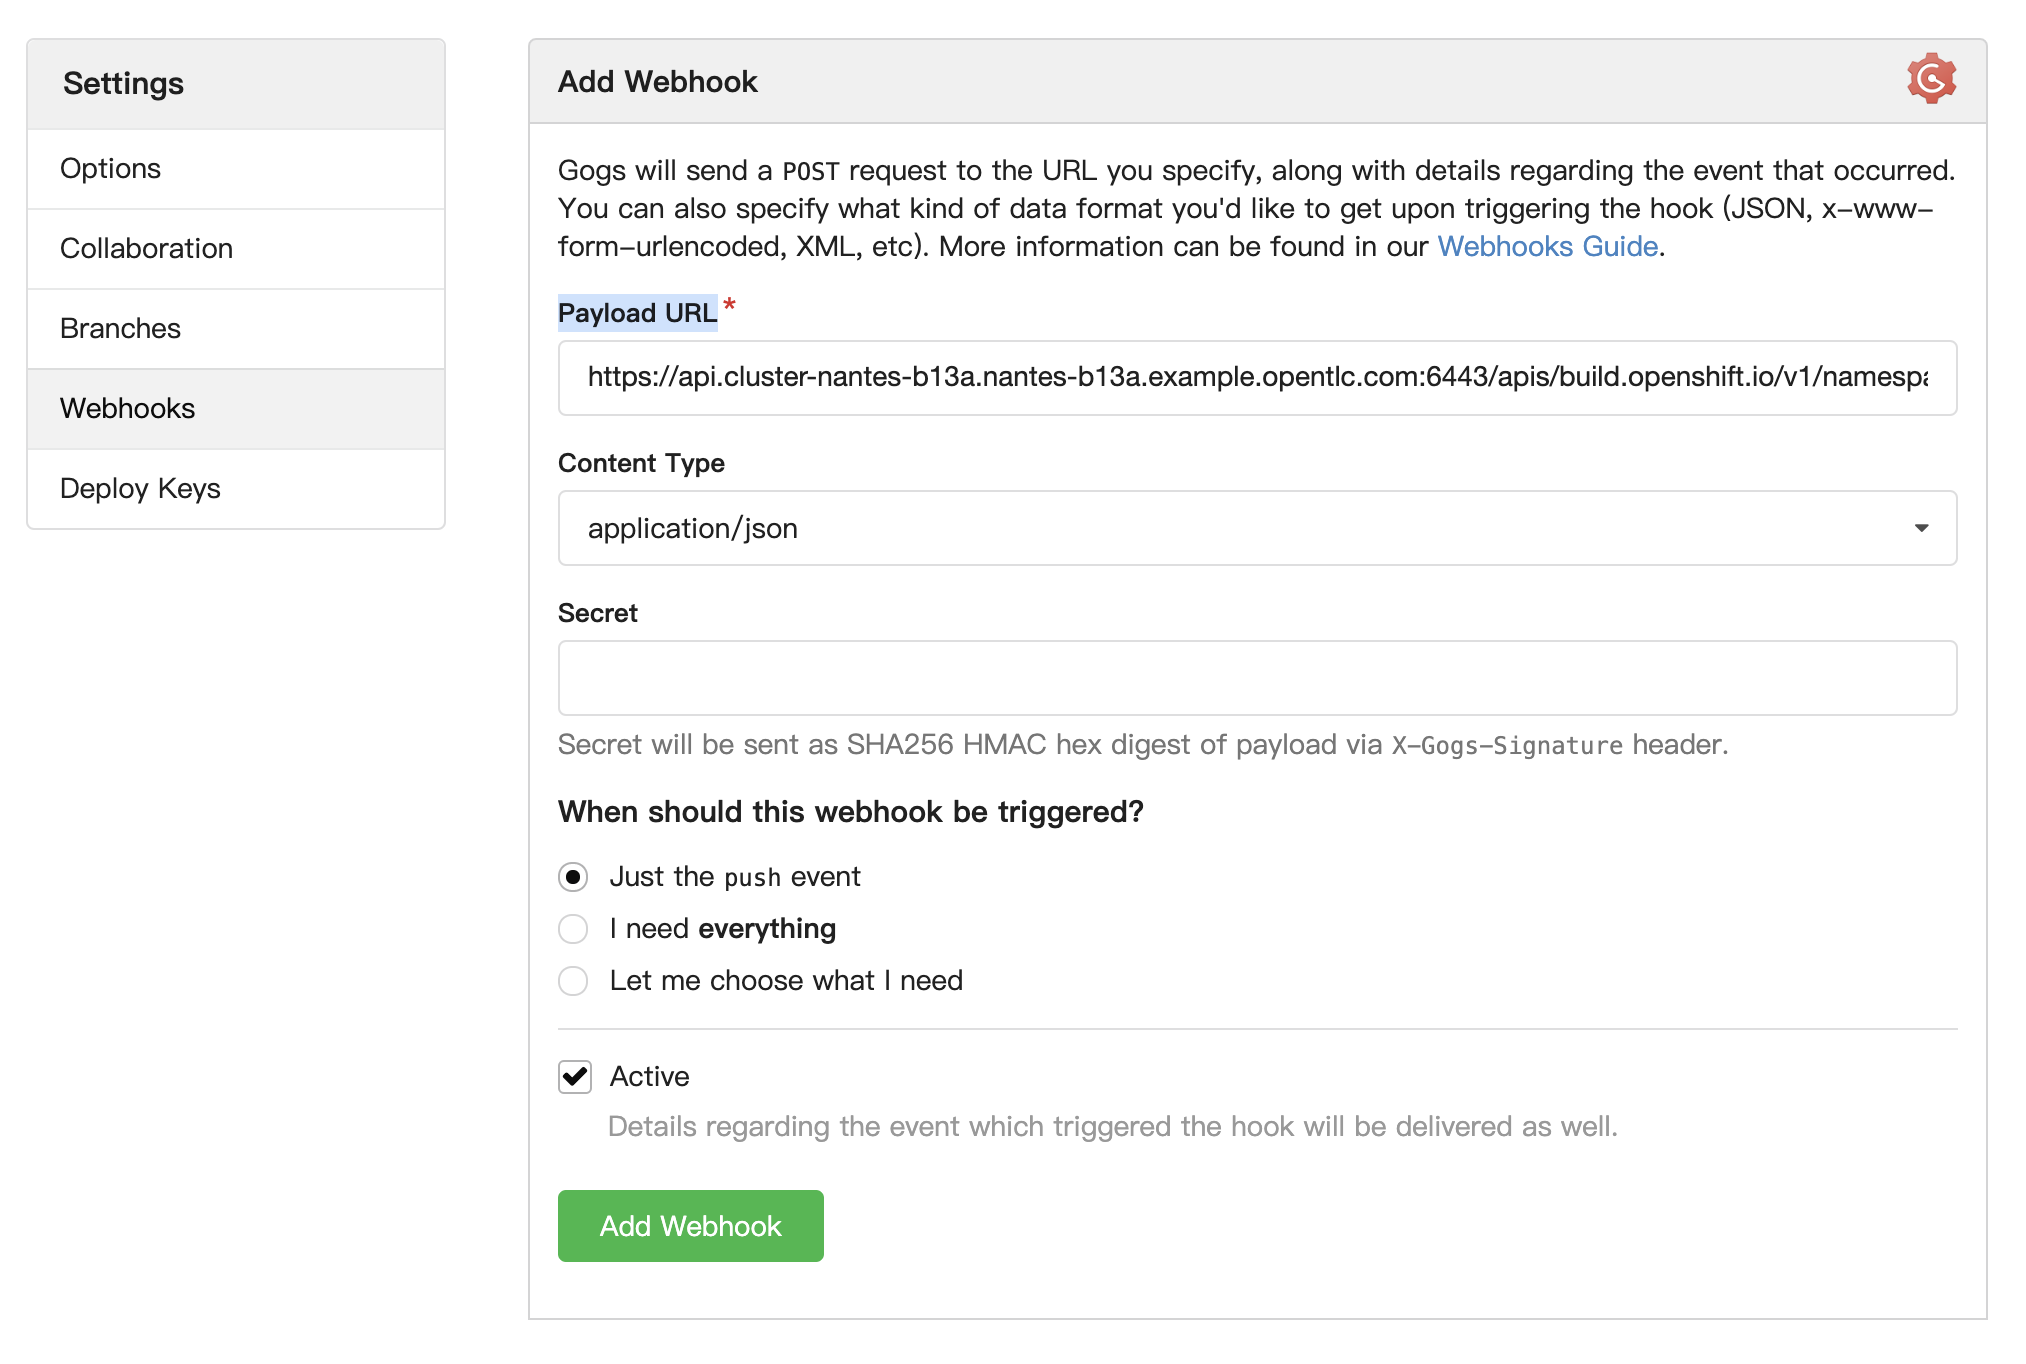 Settings
Options
Collaboration
Branches
Webhooks
Deploy Keys
Add Webhook
Gogs will send a POST request to the URL you specify, along with details regarding the event that occurred.
You can also specify what kind of data format you'd like to get upon triggering the hook (JSON, x-www-
form-urlencoded, XML, etc). More information can be found in our Webhooks Guide.
Payload URL *
https://api.cluster-nantes-b13a.nantes-b13a.example.opentlc.com:6443/apis/build.openshift.io/v1/namespa
Content Type
application/json
Secret
Secret will be sent as SHA256 HMAC hex digest of payload via X-Gogs-Signature header.
When should this webhook be triggered?
Just the push event
I need everything
Let me choose what I need
Active
Details regarding the event which triggered the hook will be delivered as well.
Add Webhook